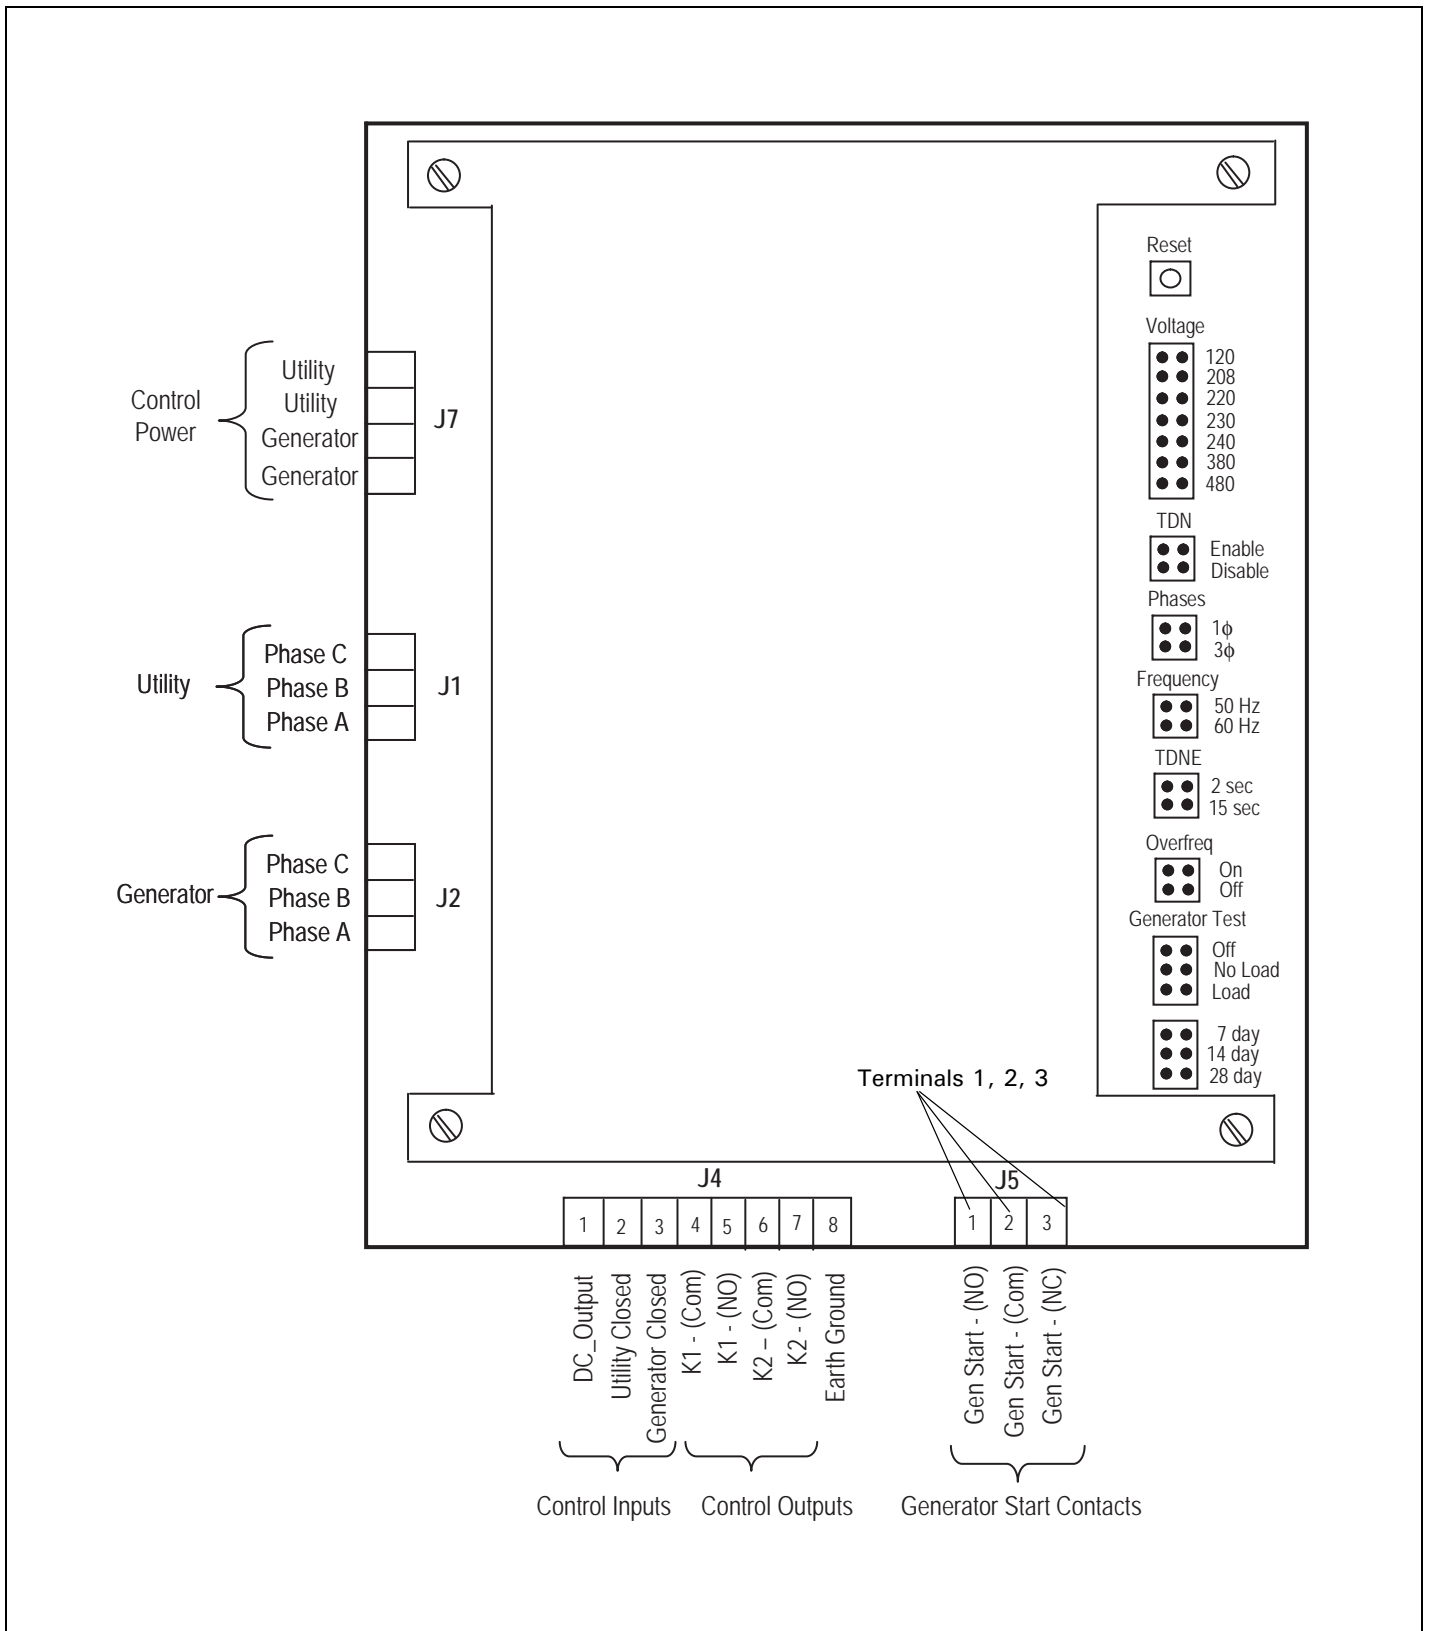 Reset
Voltage
120
208
220
230
240
380
480
TDN
Enable
Disable
Phases
1ϕ
3ϕ
Frequency
50 Hz
60 Hz
TDNE
2 sec
15 sec
Overfreq
On
Off
Generator Test
Off
No Load
Load
7 day
14 day
28 day
Control
Power
Utility
Utility
Generator
Generator
J7
Utility
Phase C
Phase B
Phase A
J1
Generator
Phase C
Phase B
Phase A
J2
Terminals 1, 2, 3
J4
1 2 3 4 5 6 7 8
J5
1 2 3
DC_Output
Utility Closed
Generator Closed
K1 - (Com)
K1 - (NO)
K2 – (Com)
K2 - (NO)
Earth Ground
Gen Start - (NO)
Gen Start - (Com)
Gen Start - (NC)
Control Inputs
Control Outputs
Generator Start Contacts